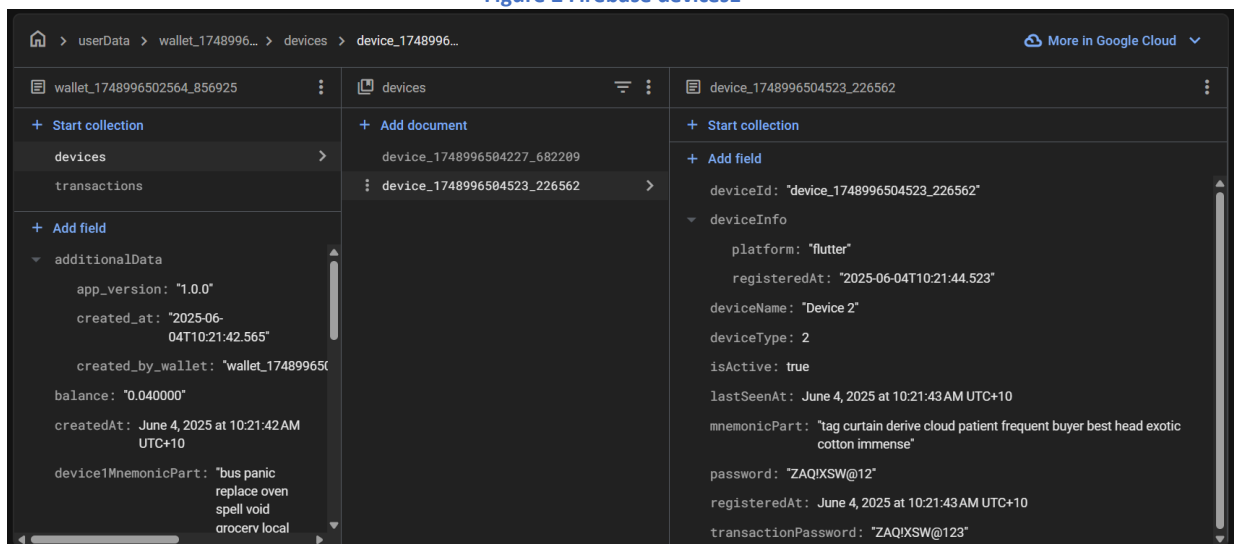 Figure 2 Firebase devices2
userData > wallet_1748996… > devices > device_1748996…
More in Google Cloud
wallet_1748996502564_856925
+ Start collection
devices
transactions
+ Add field
additionalData
app_version: "1.0.0"
created_at: "2025-06-
04T10:21:42.565"
created_by_wallet: "wallet_17489965
balance: "0.040000"
createdAt: June 4, 2025 at 10:21:42 AM
UTC+10
device1MnemonicPart: "bus panic
replace oven
spell void
grocery local
devices
+ Add document
device_1748996504227_682209
device_1748996504523_226562
device_1748996504523_226562
+ Start collection
+ Add field
deviceId: "device_1748996504523_226562"
deviceInfo
platform: "flutter"
registeredAt: "2025-06-04T10:21:44.523"
deviceName: "Device 2"
deviceType: 2
isActive: true
lastSeenAt: June 4, 2025 at 10:21:43 AM UTC+10
mnemonicPart: "tag curtain derive cloud patient frequent buyer best head exotic
cotton immense"
password: "ZAQ!XSW@12"
registeredAt: June 4, 2025 at 10:21:43 AM UTC+10
transactionPassword: "ZAQ!XSW@123"